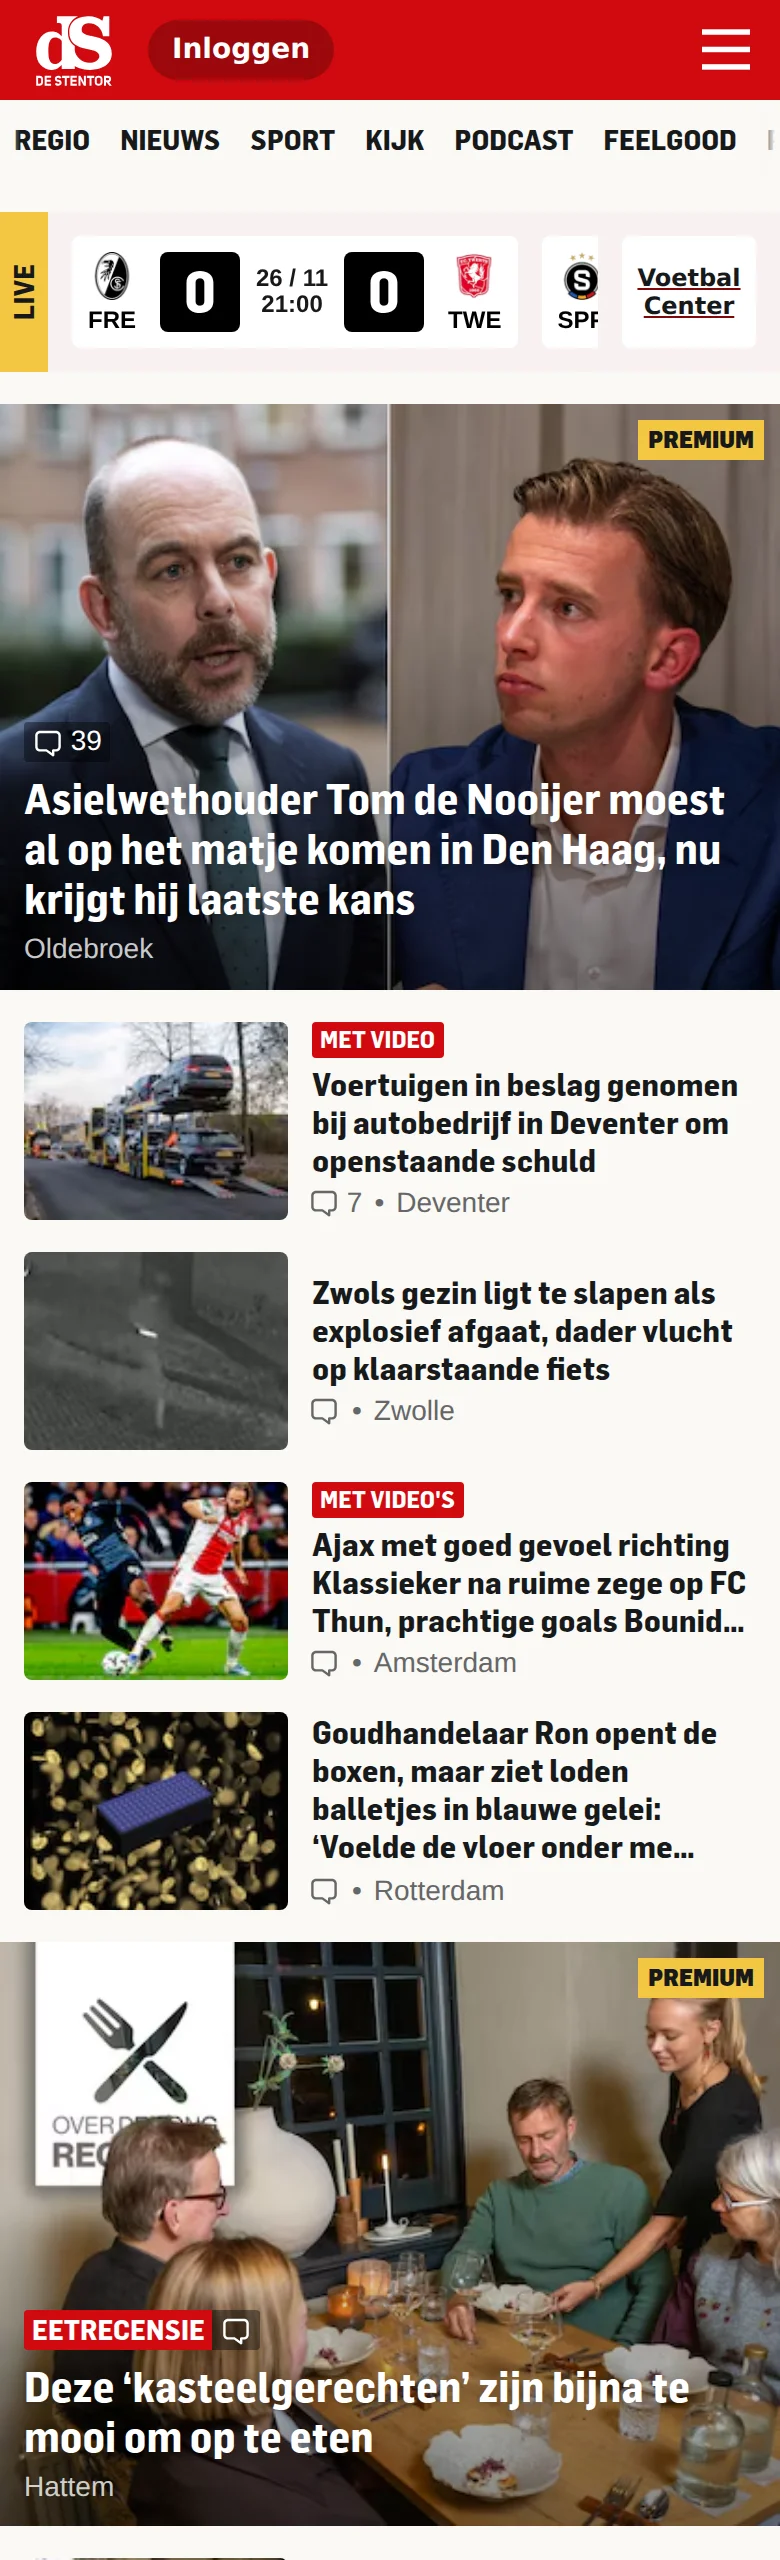 dS
DE STENTOR
Inloggen
REGIO NIEUWS SPORT KIJK PODCAST FEELGOOD
LIVE
FRE
0
26 / 11
21:00
0
TWE
Voetbal
Center
PREMIUM
39
Asielwethouder Tom de Nooijer moest
al op het matje komen in Den Haag, nu
krijgt hij laatste kans
Oldebroek
MET VIDEO
Voertuigen in beslag genomen
bij autobedrijf in Deventer om
openstaande schuld
7 • Deventer
Zwols gezin ligt te slapen als
explosief afgaat, dader vlucht
op klaarstaande fiets
• Zwolle
MET VIDEO'S
Ajax met goed gevoel richting
Klassieker na ruime zege op FC
Thun, prachtige goals Bounid...
• Amsterdam
Goudhandelaar Ron opent de
boxen, maar ziet loden
balletjes in blauwe gelei:
‘Voelde de vloer onder me...
• Rotterdam
PREMIUM
OVER DE TONG
EETRECENSIE
Deze ‘kasteelgerechten’ zijn bijna te
mooi om op te eten
Hattem